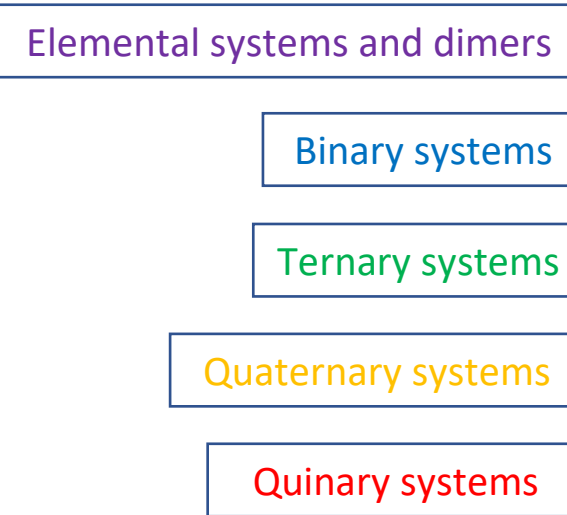 Elemental systems and dimers
Binary systems
Ternary systems
Quaternary systems
Quinary systems